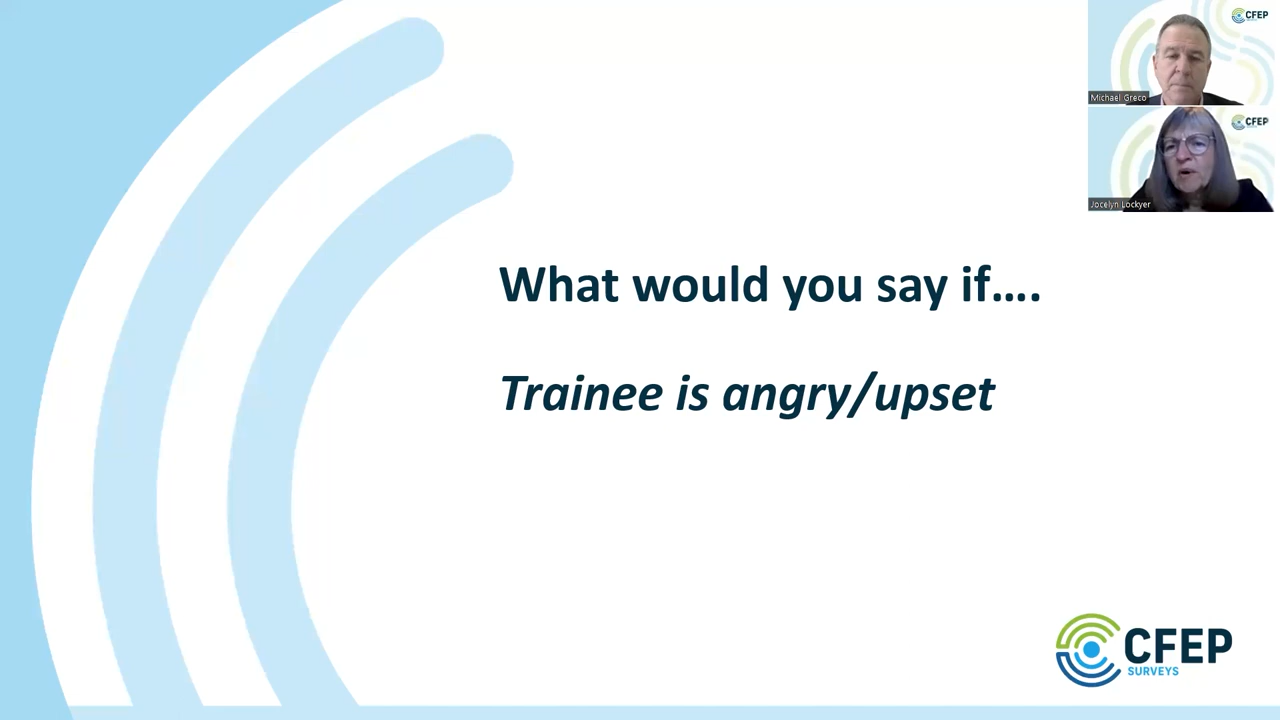 CFEP
Michael Greco
CFEP
Jocelyn Lockyer
What would you say if....
Trainee is angry/upset
CFEP
SURVEYS